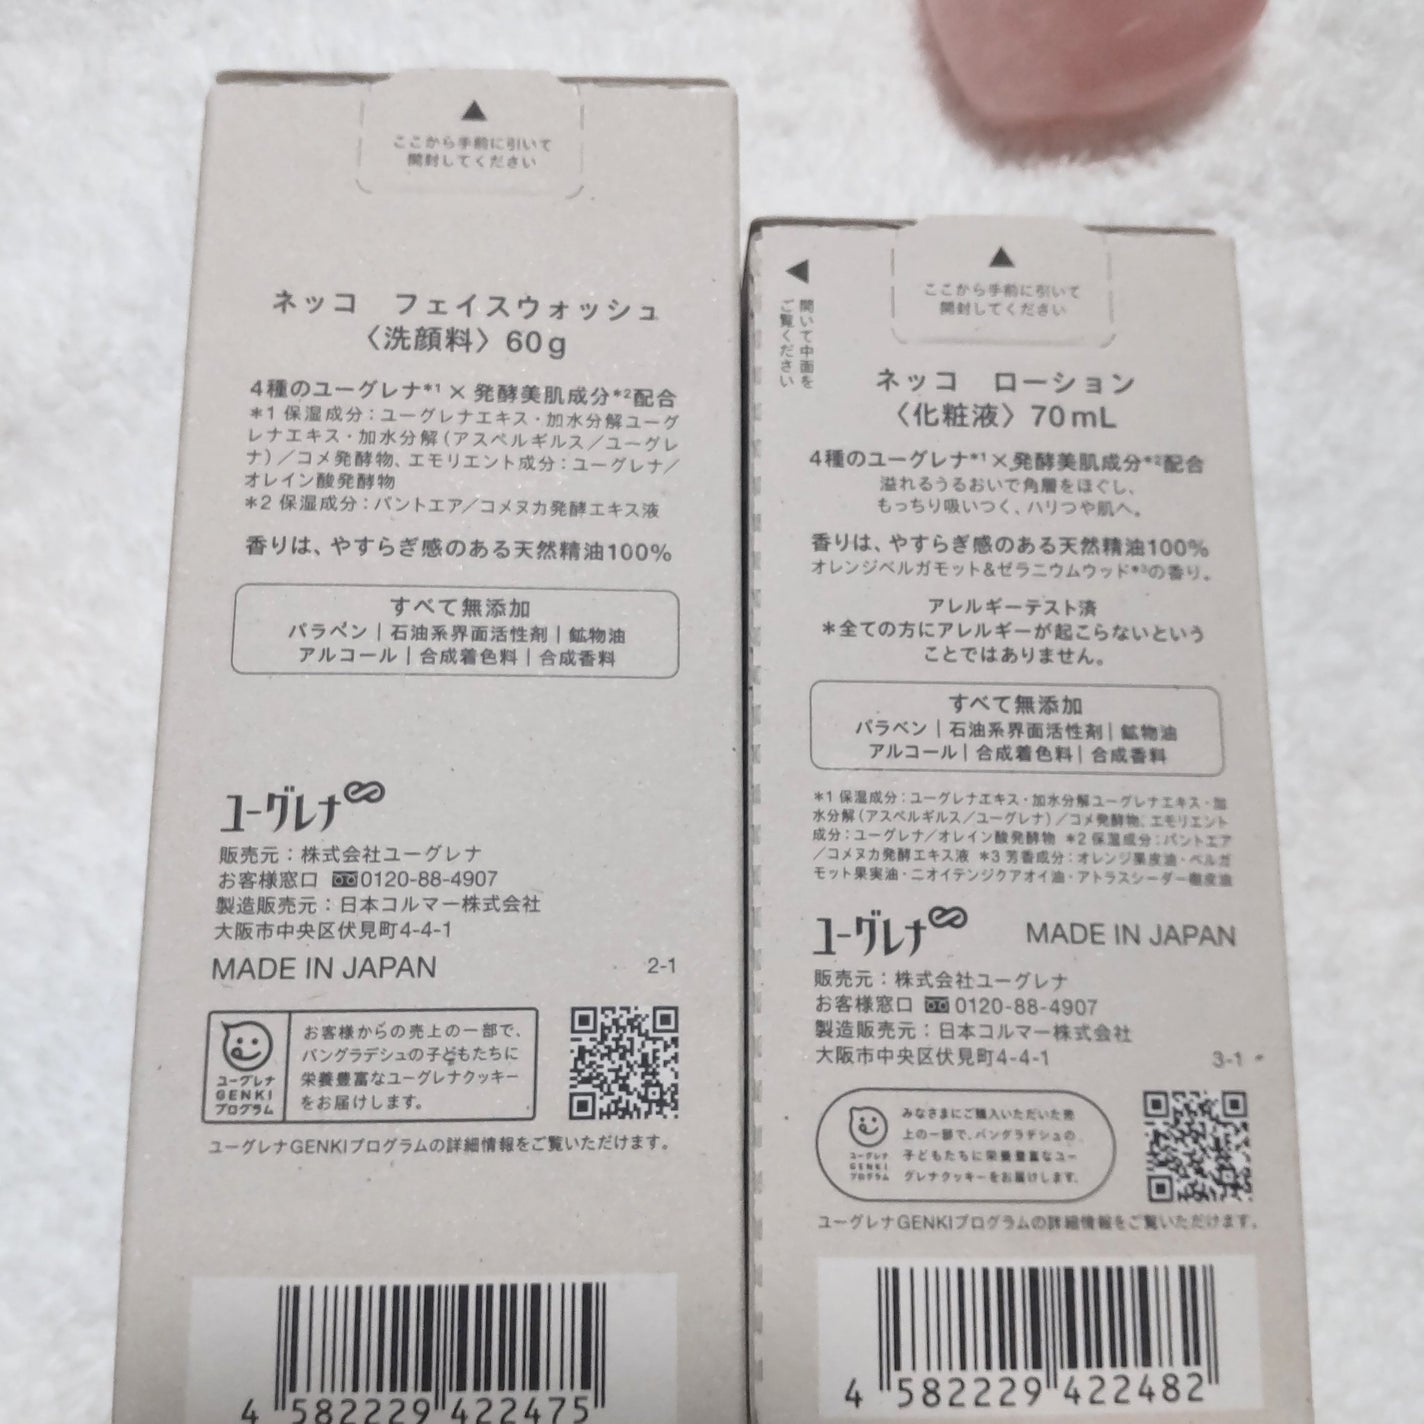 ▲
ここから手前に引いて
開封してください
ネッコ　フェイスウォッシュ
〈洗顔料〉60g
4種のユーグレナ*1 × 発酵美肌成分*2配合
*1 保湿成分：ユーグレナエキス・加水分解ユーグ
レナエキス・加水分解（アスペルギルス／ユーグレ
ナ）／コメ発酵物、エモリエント成分：ユーグレナ／
オレイン酸発酵物
*2 保湿成分：パントエア／コメヌカ発酵エキス液
香りは、やすらぎ感のある天然精油100%
すべて無添加
パラベン｜石油系界面活性剤｜鉱物油
アルコール｜合成着色料｜合成香料
ユーグレナ
販売元：株式会社ユーグレナ
お客様窓口 0120-88-4907
製造販売元：日本コルマー株式会社
大阪市中央区伏見町4-4-1
MADE IN JAPAN 2-1
ユーグレナ
GENKI
プログラム
お客様からの売上の一部で、
バングラデシュの子どもたちに
栄養豊富なユーグレナクッキー
をお届けします。
ユーグレナGENKIプログラムの詳細情報をご覧いただけます。
4 582229 422475
◀
開いて中面を
ご覧ください
▲
ここから手前に引いて
開封してください
ネッコ　ローション
〈化粧液〉70mL
4種のユーグレナ*1×発酵美肌成分*2配合
溢れるうるおいで角層をほぐし、
もっちり吸いつく、ハリつや肌へ。
香りは、やすらぎ感のある天然精油100%
オレンジベルガモット&ゼラニウムウッド*3の香り。
アレルギーテスト済
*全ての方にアレルギーが起こらないという
ことではありません。
すべて無添加
パラベン｜石油系界面活性剤｜鉱物油
アルコール｜合成着色料｜合成香料
*1 保湿成分：ユーグレナエキス・加水分解ユーグレナエキス・加
水分解（アスペルギルス／ユーグレナ）／コメ発酵物、エモリエント
成分：ユーグレナ／オレイン酸発酵物 *2 保湿成分：パントエア
／コメヌカ発酵エキス液 *3 芳香成分：オレンジ果皮油・ベルガ
モット果実油・ニオイテンジクアオイ油・アトラスシーダー樹皮油
ユーグレナ MADE IN JAPAN
販売元：株式会社ユーグレナ
お客様窓口 0120-88-4907
製造販売元：日本コルマー株式会社
大阪市中央区伏見町4-4-1 3-1
ユーグレナ
GENKI
プログラム
みなさまにご購入いただいた売
上の一部で、バングラデシュの
子どもたちに栄養豊富なユー
グレナクッキーをお届けします。
ユーグレナGENKIプログラムの詳細情報をご覧いただけます。
4 582229 422482